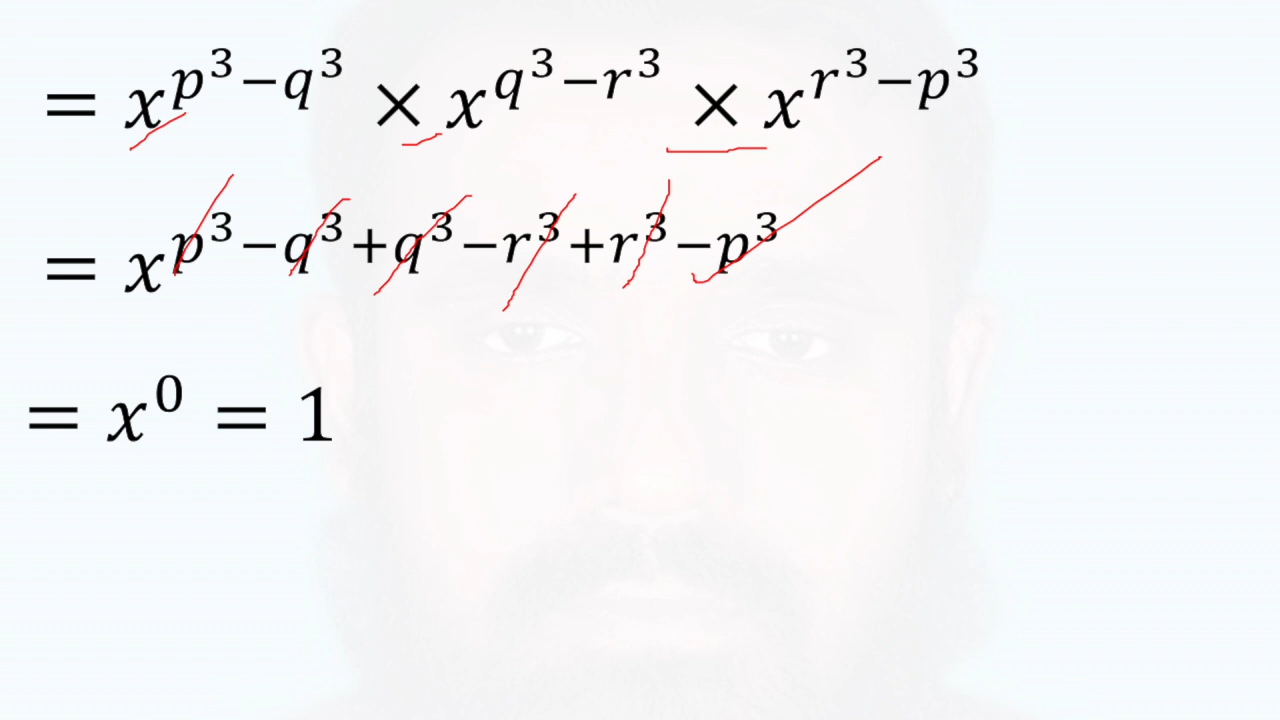 = x^{p^3-q^3} × x^{q^3-r^3} × x^{r^3-p^3}
= x^{p^3-q^3+q^3-r^3+r^3-p^3}
= x^0 = 1